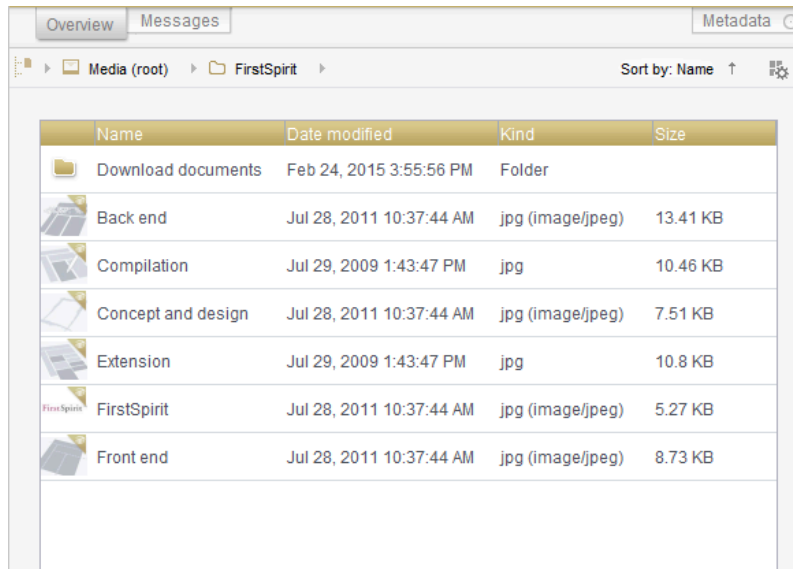 Overview Messages Metadata
Media (root) FirstSpirit Sort by: Name ↑
Name Date modified Kind Size
Download documents Feb 24, 2015 3:55:56 PM Folder
Back end Jul 28, 2011 10:37:44 AM jpg (image/jpeg) 13.41 KB
Compilation Jul 29, 2009 1:43:47 PM jpg 10.46 KB
Concept and design Jul 28, 2011 10:37:44 AM jpg (image/jpeg) 7.51 KB
Extension Jul 29, 2009 1:43:47 PM jpg 10.8 KB
FirstSpirit FirstSpirit Jul 28, 2011 10:37:44 AM jpg (image/jpeg) 5.27 KB
Front end Jul 28, 2011 10:37:44 AM jpg (image/jpeg) 8.73 KB